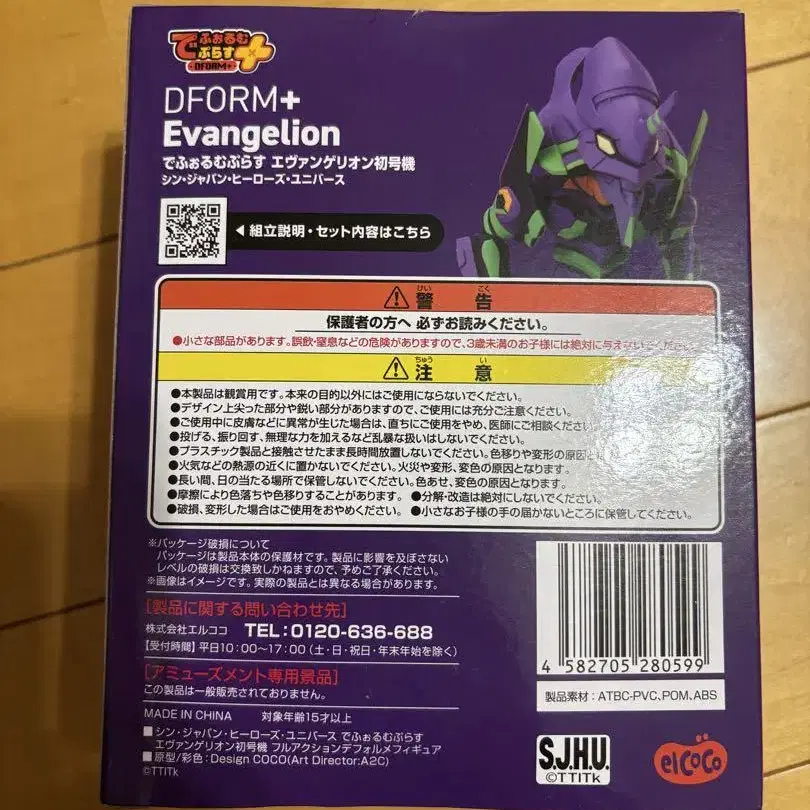 でふぉるむぷらす+
DFORM+
DFORM+
Evangelion
でふぉるむぷらす エヴァンゲリオン初号機
シン・ジャパン・ヒーローズ・ユニバース
◀組立説明・セット内容はこちら
けい こく
⚠警 告
保護者の方へ 必ずお読みください。
●小さな部品があります。誤飲・窒息などの危険がありますので、3歳未満のお子様には絶対に与えないでください。
ちゅう い
⚠注 意
●本製品は観賞用です。本来の目的以外にはご使用にならないでください。
●デザイン上尖った部分や鋭い部分がありますので、ご使用には充分ご注意ください。
●ご使用中に皮膚などに異常が生じた場合は、直ちにご使用をやめ、医師にご相談ください。
●投げる、振り回す、無理な力を加えるなど乱暴な扱いはしないでください。
●プラスチック製品と接触させたまま長時間放置しないでください。色移りや変形の原因と
●火気などの熱源の近くに置かないでください。火災や変形、変色の原因となります。
●長い間、日の当たる場所で保管しないでください。色あせ、変色の原因となります。
●摩擦により色落ちや色移りすることがあります。 ●分解・改造は絶対にしないでください。
●破損、変形した場合はご使用をおやめください。 ●小さなお子様の手の届かないところに保管してください。
※パッケージ破損について
パッケージは製品本体の保護材です。製品に影響を及ぼさない
レベルの破損は交換致しかねますので、予めご了承ください。
※画像はイメージです。実際の製品とは異なる場合があります。
[製品に関する問い合わせ先]
株式会社エルココ TEL:0120-636-688
【受付時間】平日10:00〜17:00(土・日・祝日・年末年始を除く)
[アミューズメント専用景品]
この製品は一般販売されておりません。
MADE IN CHINA 対象年齢15才以上
■シン・ジャパン・ヒーローズ・ユニバース でふぉるむぷらす
エヴァンゲリオン初号機 フルアクションデフォルメフィギュア
■原型/彩色:Design COCO(Art Director:A2C)
©TTITk
4 582705 280599
製品素材:ATBC-PVC、POM、ABS
S.J.H.U.
©TTITk
elCOCO